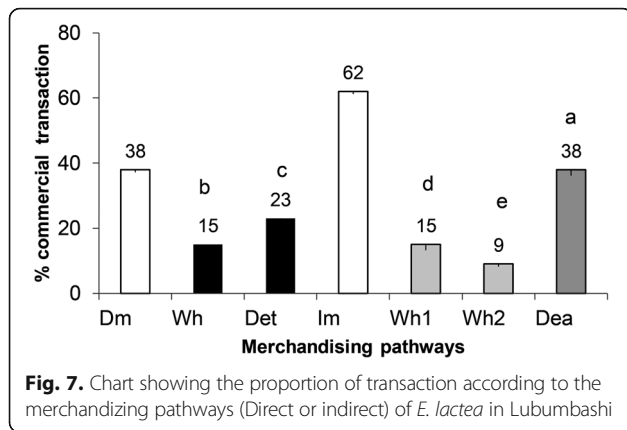 80
60
40
20
0
% commercial transaction
38
b
15
c
23
62
d
15
e
9
a
38
Dm Wh Det Im Wh1 Wh2 Dea
Merchandising pathways
Fig. 7. Chart showing the proportion of transaction according to the
merchandizing pathways (Direct or indirect) of E. lactea in Lubumbashi